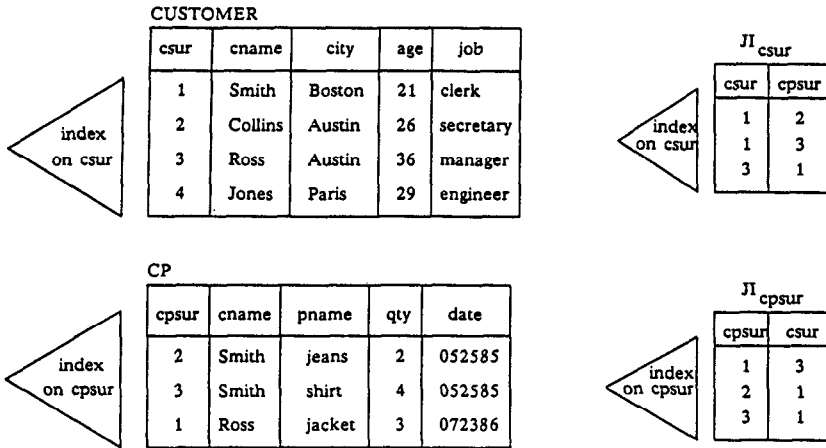 CUSTOMER
csur cname city age job
1 Smith Boston 21 clerk
2 Collins Austin 26 secretary
3 Ross Austin 36 manager
4 Jones Paris 29 engineer
index
on csur
JI csur
csur cpsur
1 2
1 3
3 1
index
on csur
CP
cpsur cname pname qty date
2 Smith jeans 2 052585
3 Smith shirt 4 052585
1 Ross jacket 3 072386
index
on cpsur
JI cpsur
cpsur csur
1 3
2 1
3 1
index
on cpsur